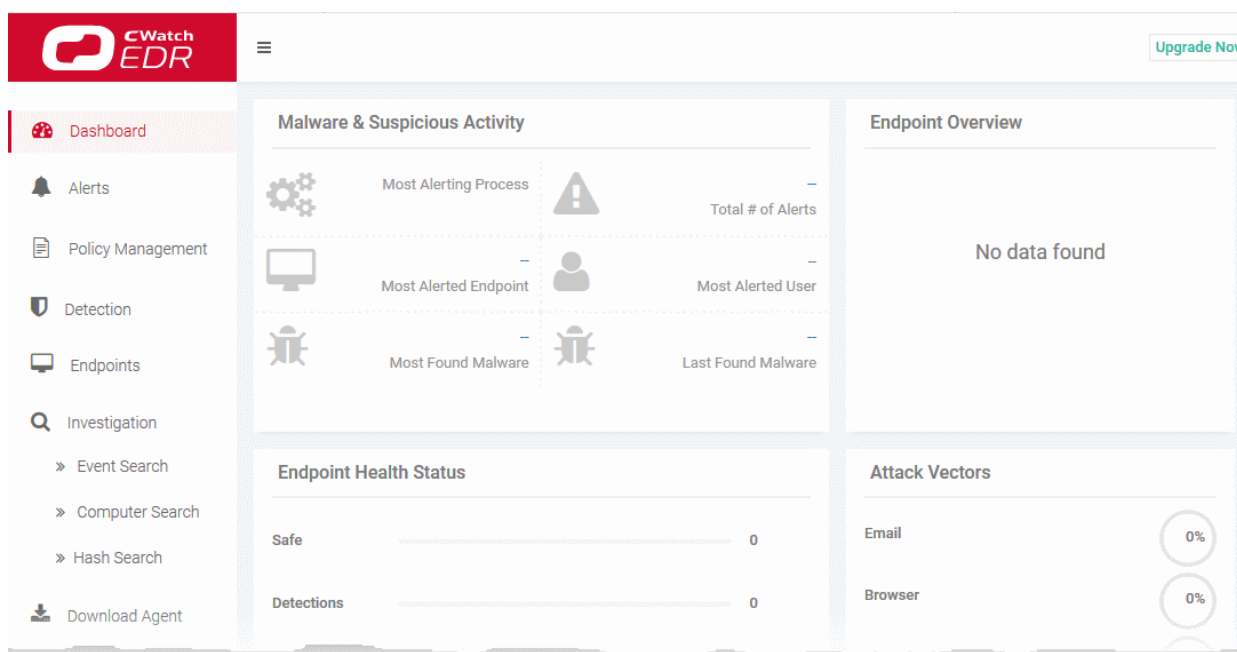 CWatch
EDR
Upgrade Now
Dashboard
Alerts
Policy Management
Detection
Endpoints
Investigation
» Event Search
» Computer Search
» Hash Search
Download Agent
Malware & Suspicious Activity
Most Alerting Process
--
Total # of Alerts
--
Most Alerted Endpoint
--
Most Alerted User
--
Most Found Malware
--
Last Found Malware
Endpoint Overview
No data found
Endpoint Health Status
Safe 0
Detections 0
Attack Vectors
Email 0%
Browser 0%